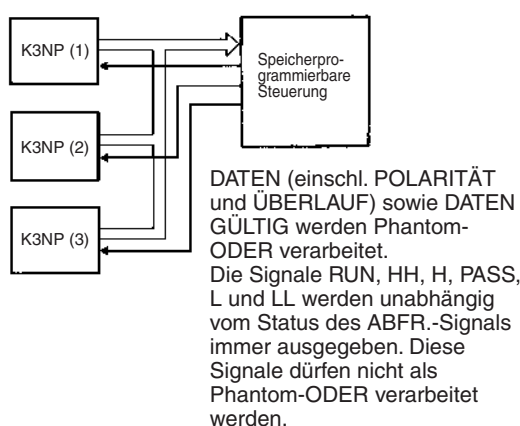 K3NP (1)
Speicherpro-
grammierbare
Steuerung
K3NP (2)
K3NP (3)
DATEN (einschl. POLARITÄT
und ÜBERLAUF) sowie DATEN
GÜLTIG werden Phantom-
ODER verarbeitet.
Die Signale RUN, HH, H, PASS,
L und LL werden unabhängig
vom Status des ABFR.-Signals
immer ausgegeben. Diese
Signale dürfen nicht als
Phantom-ODER verarbeitet
werden.